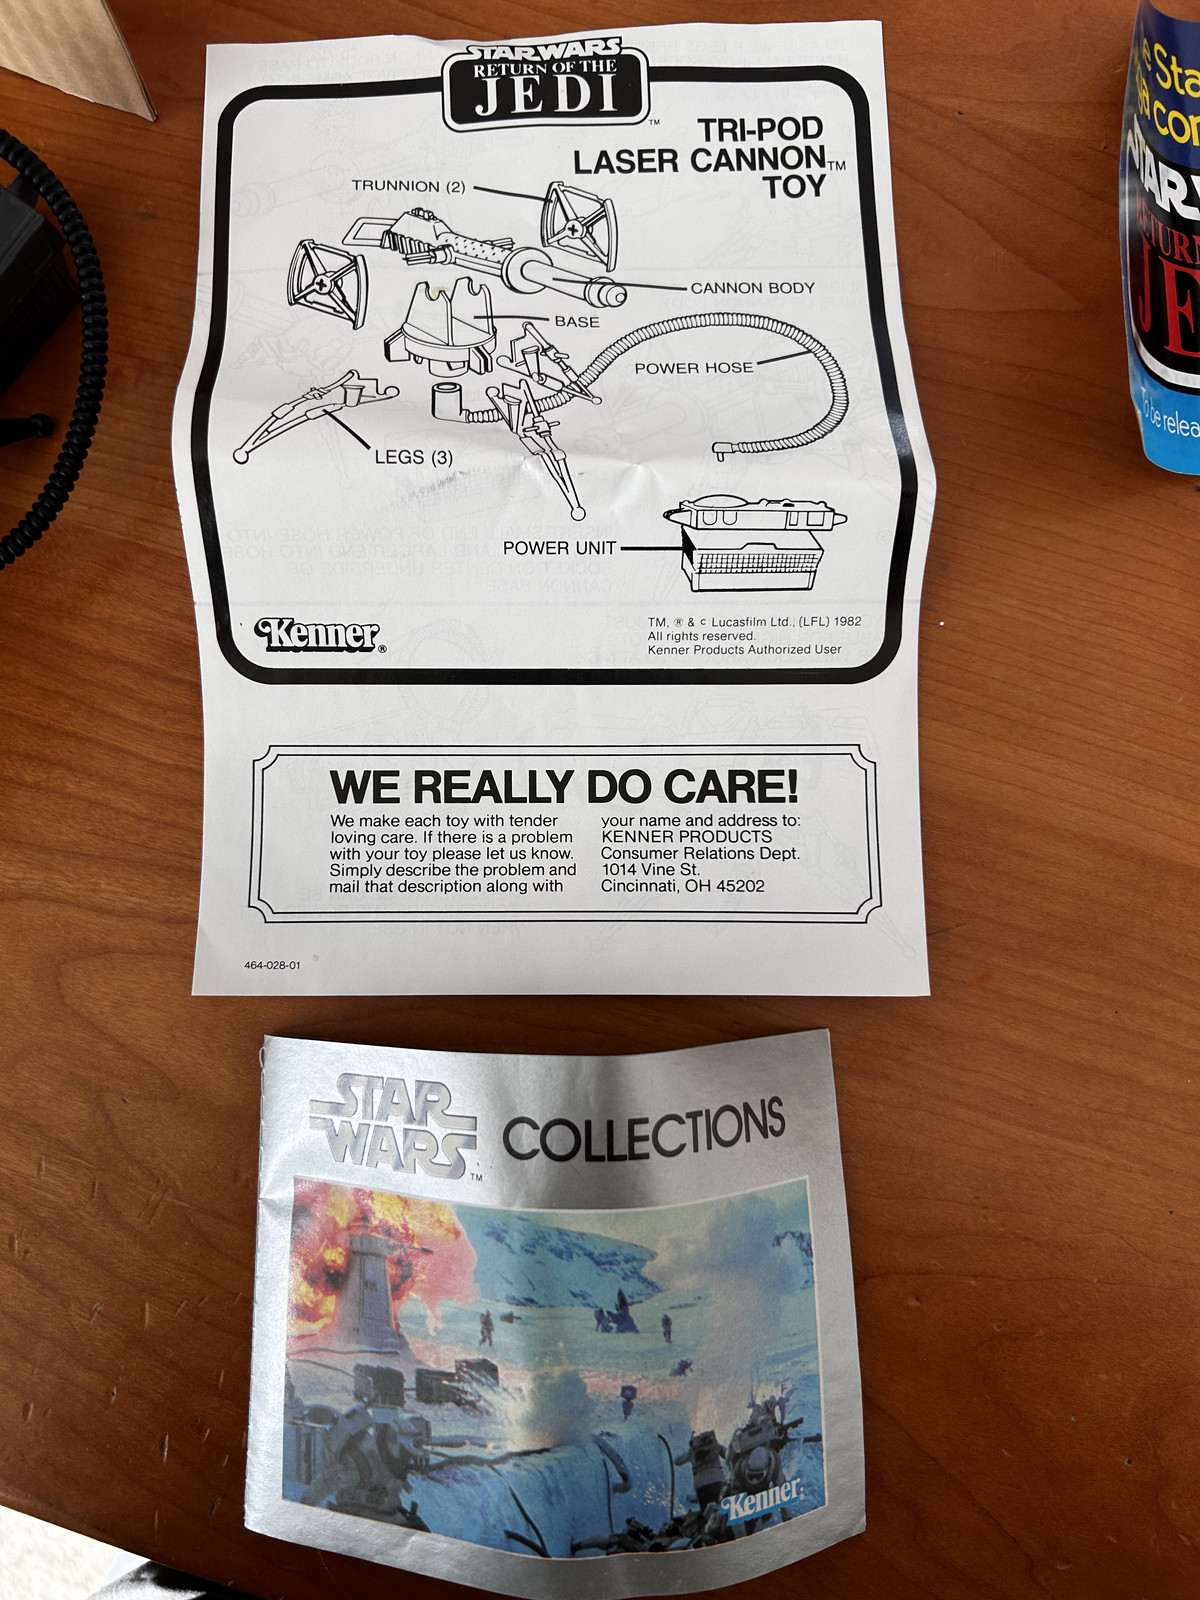 STAR WARS
RETURN OF THE
JEDI
TM
TRI-POD
LASER CANNON TM
TOY
TRUNNION (2)
CANNON BODY
BASE
POWER HOSE
LEGS (3)
POWER UNIT
Kenner®
TM, ® & c Lucasfilm Ltd., (LFL) 1982
All rights reserved.
Kenner Products Authorized User
WE REALLY DO CARE!
We make each toy with tender
loving care. If there is a problem
with your toy please let us know.
Simply describe the problem and
mail that description along with
your name and address to:
KENNER PRODUCTS
Consumer Relations Dept.
1014 Vine St.
Cincinnati, OH 45202
464-028-01
STAR
WARS TM
COLLECTIONS
Kenner
To be relea